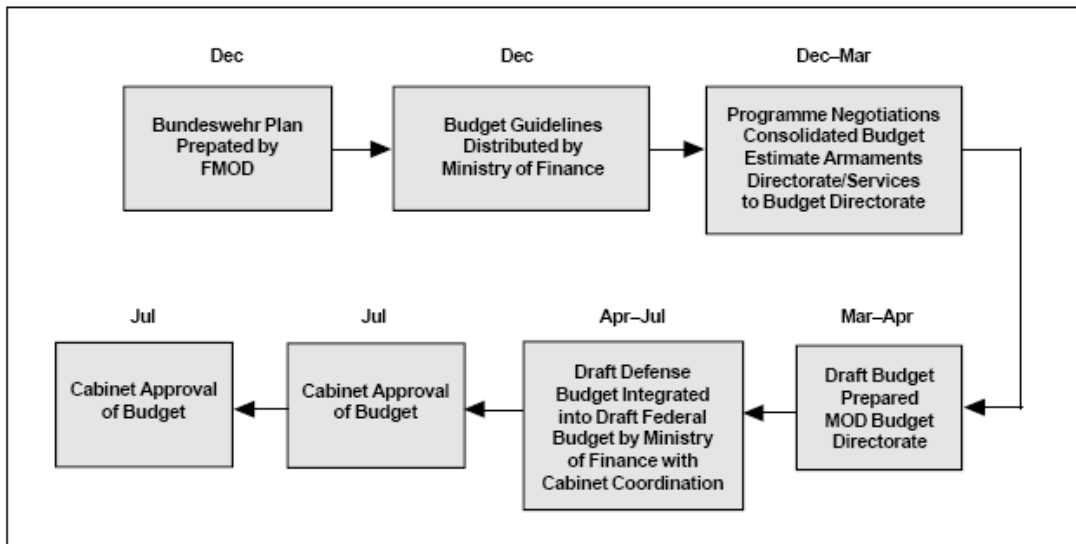 Dec
Bundeswehr Plan
Prepated by
FMOD
Dec
Budget Guidelines
Distributed by
Ministry of Finance
Dec–Mar
Programme Negotiations
Consolidated Budget
Estimate Armaments
Directorate/Services
to Budget Directorate
Mar–Apr
Draft Budget
Prepared
MOD Budget
Directorate
Apr–Jul
Draft Defense
Budget Integrated
into Draft Federal
Budget by Ministry
of Finance with
Cabinet Coordination
Jul
Cabinet Approval
of Budget
Jul
Cabinet Approval
of Budget